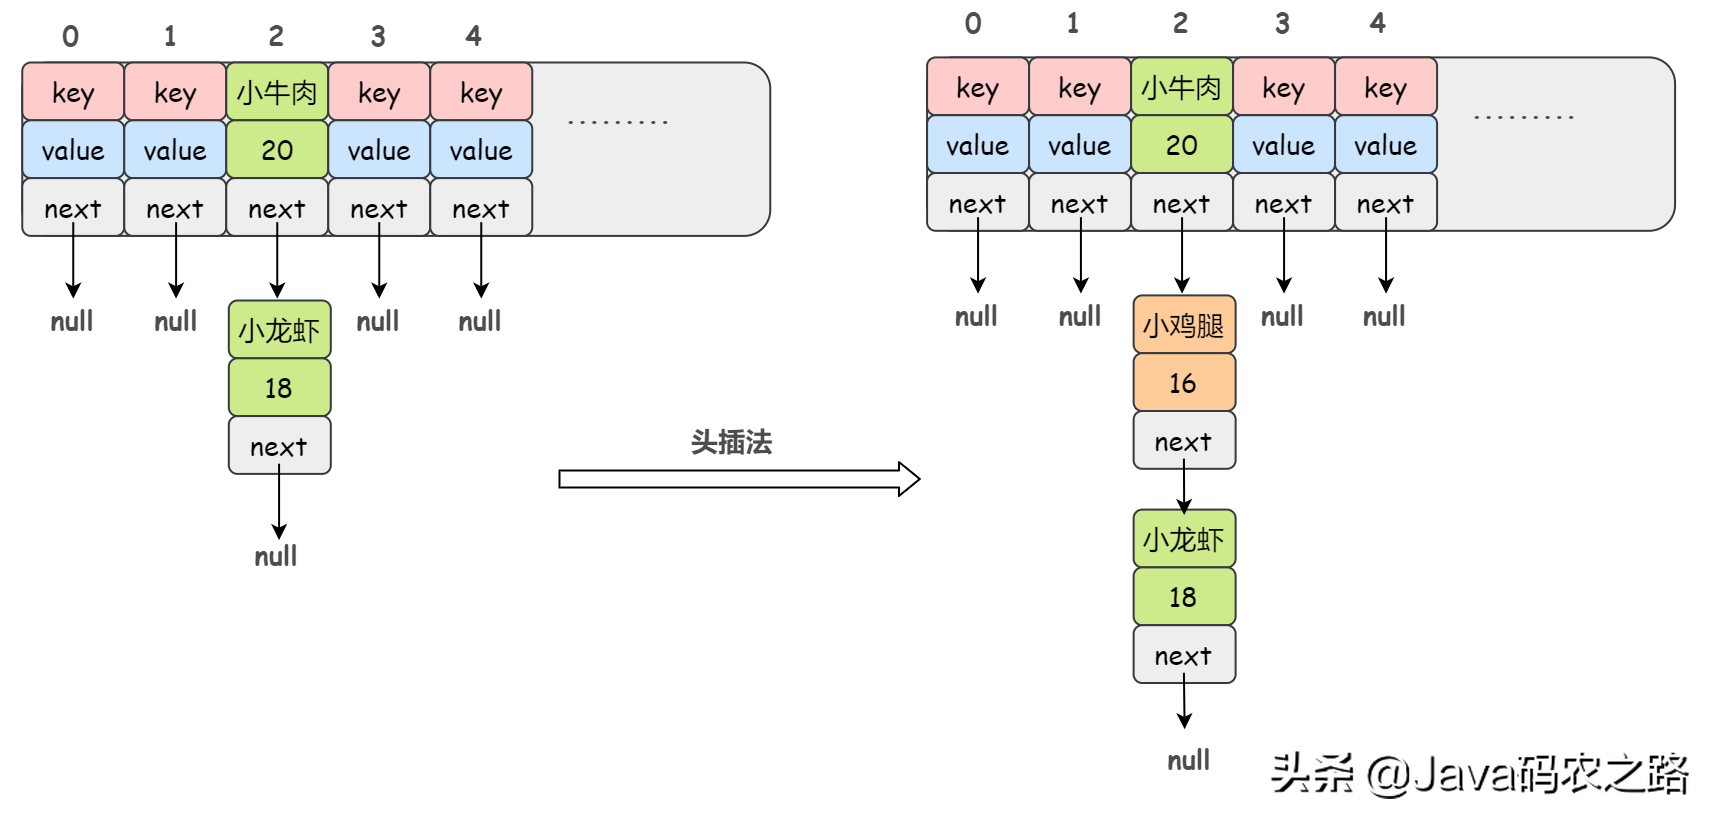 0 1 2 3 4
key key 小牛肉 key key
value value 20 value value
next next next next next
.........
null null null null
小龙虾
18
next
null
头插法
0 1 2 3 4
key key 小牛肉 key key
value value 20 value value
next next next next next
.........
null null null null
小鸡腿
16
next
小龙虾
18
next
null
头条 @Java码农之路